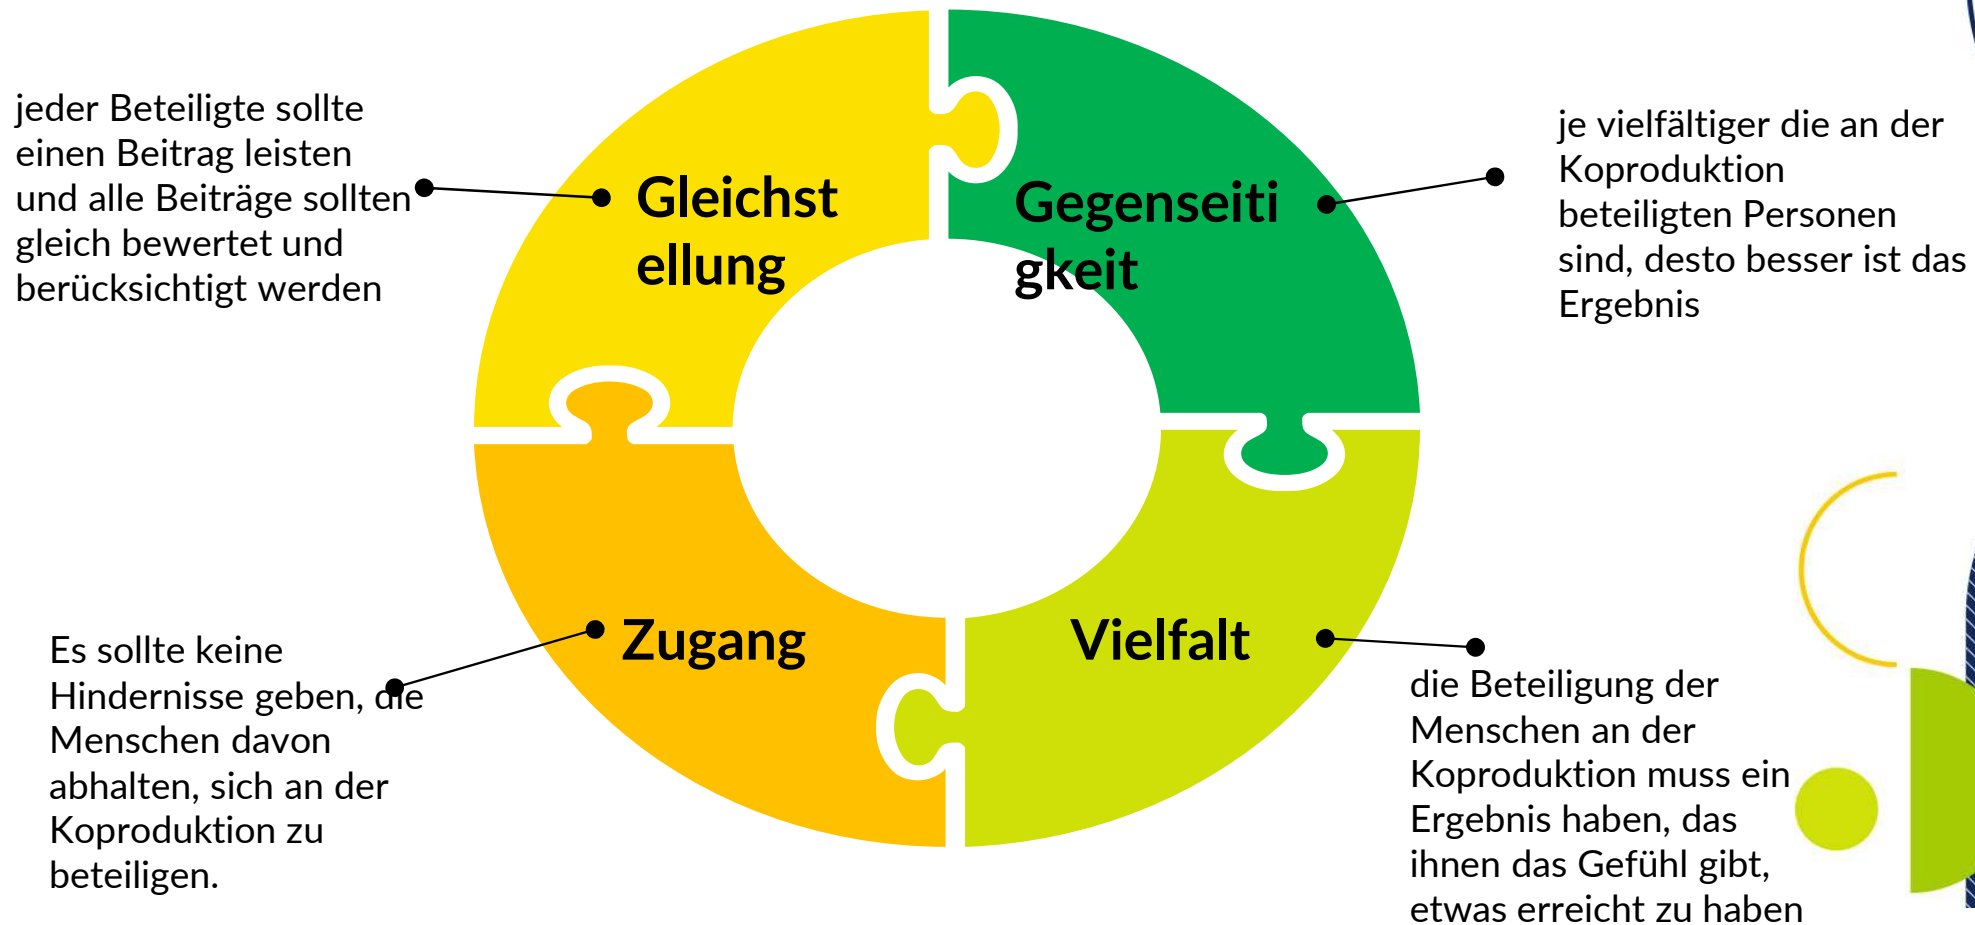 jeder Beteiligte sollte
einen Beitrag leisten
und alle Beiträge sollten
gleich bewertet und
berücksichtigt werden
Gleichst
ellung
Gegenseiti
gkeit
je vielfältiger die an der
Koproduktion
beteiligten Personen
sind, desto besser ist das
Ergebnis
Es sollte keine
Hindernisse geben, die
Menschen davon
abhalten, sich an der
Koproduktion zu
beteiligen.
Zugang
Vielfalt
die Beteiligung der
Menschen an der
Koproduktion muss ein
Ergebnis haben, das
ihnen das Gefühl gibt,
etwas erreicht zu haben